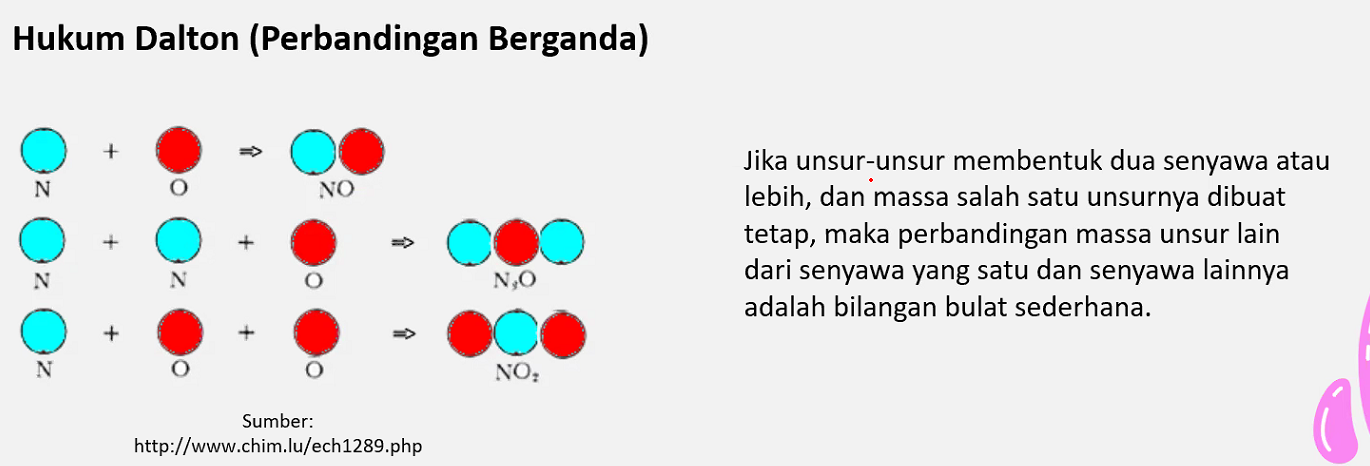 Hukum Dalton (Perbandingan Berganda)
N + O ⇒ NO
N + N + O ⇒ N₂O
N + O + O ⇒ NO₂
Sumber:
http://www.chim.lu/ech1289.php
Jika unsur-unsur membentuk dua senyawa atau
lebih, dan massa salah satu unsurnya dibuat
tetap, maka perbandingan massa unsur lain
dari senyawa yang satu dan senyawa lainnya
adalah bilangan bulat sederhana.